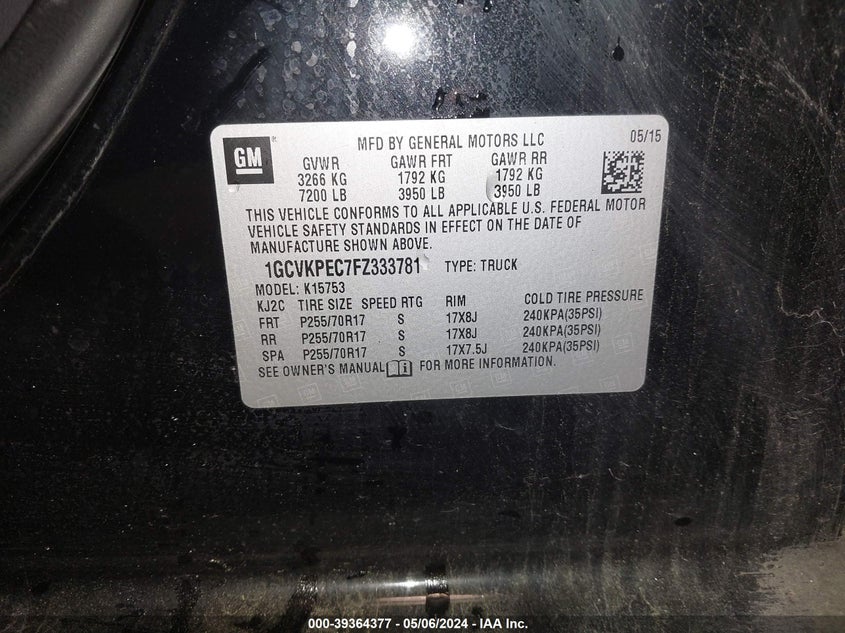 GM
MFD BY GENERAL MOTORS LLC 05/15
GVWR GAWR FRT GAWR RR
3266 KG 1792 KG 1792 KG
7200 LB 3950 LB 3950 LB
THIS VEHICLE CONFORMS TO ALL APPLICABLE U.S. FEDERAL MOTOR
VEHICLE SAFETY STANDARDS IN EFFECT ON THE DATE OF
MANUFACTURE SHOWN ABOVE.
1GCVKPEC7FZ333781 TYPE: TRUCK
MODEL: K15753
KJ2C TIRE SIZE SPEED RTG RIM COLD TIRE PRESSURE
FRT P255/70R17 S 17X8J 240KPA(35PSI)
RR P255/70R17 S 17X8J 240KPA(35PSI)
SPA P255/70R17 S 17X7.5J 240KPA(35PSI)
SEE OWNER'S MANUAL FOR MORE INFORMATION.
000-39364377 - 05/06/2024 - IAA Inc.